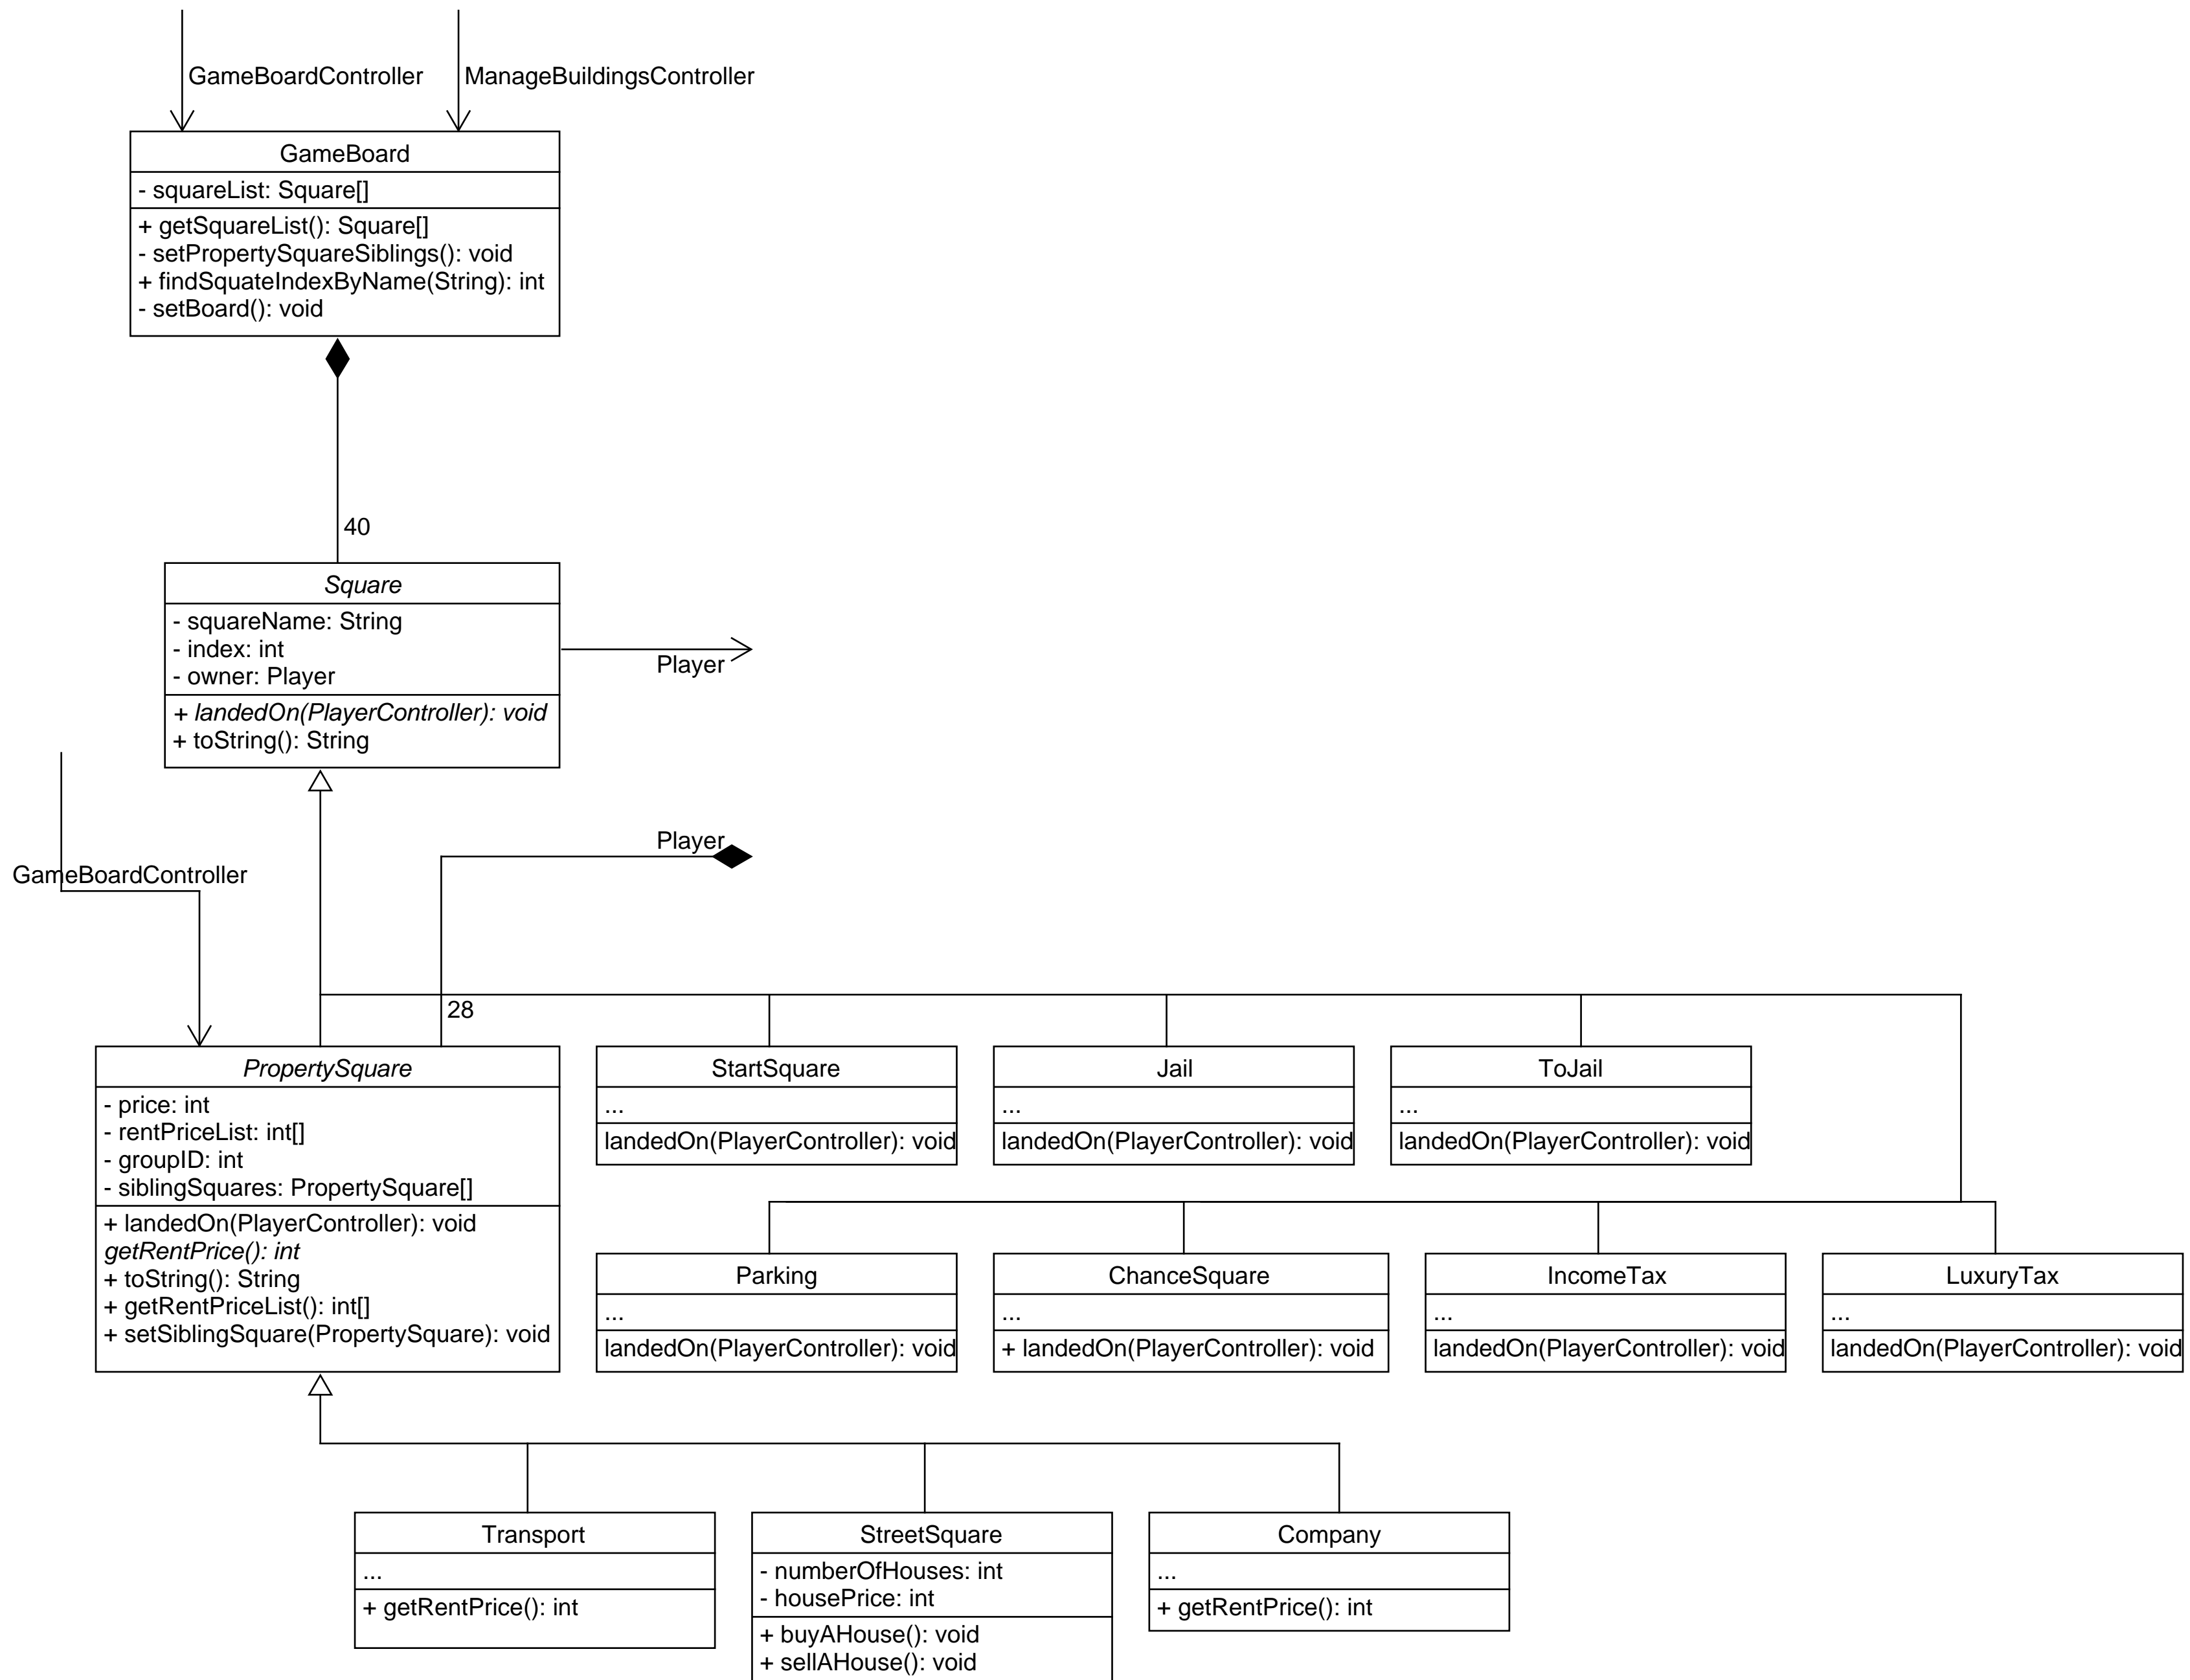 GameBoardController
ManageBuildingsController
GameBoard
- squareList: Square[]
+ getSquareList(): Square[]
- setPropertySquareSiblings(): void
+ findSquateIndexByName(String): int
- setBoard(): void
40
Square
- squareName: String
- index: int
- owner: Player
+ landedOn(PlayerController): void
+ toString(): String
Player
Player
GameBoardController
28
PropertySquare
- price: int
- rentPriceList: int[]
- groupID: int
- siblingSquares: PropertySquare[]
+ landedOn(PlayerController): void
getRentPrice(): int
+ toString(): String
+ getRentPriceList(): int[]
+ setSiblingSquare(PropertySquare): void
StartSquare
...
landedOn(PlayerController): void
Jail
...
landedOn(PlayerController): void
ToJail
...
landedOn(PlayerController): void
Parking
...
landedOn(PlayerController): void
ChanceSquare
...
+ landedOn(PlayerController): void
IncomeTax
...
landedOn(PlayerController): void
LuxuryTax
...
landedOn(PlayerController): void
Transport
...
+ getRentPrice(): int
StreetSquare
- numberOfHouses: int
- housePrice: int
+ buyAHouse(): void
+ sellAHouse(): void
Company
...
+ getRentPrice(): int